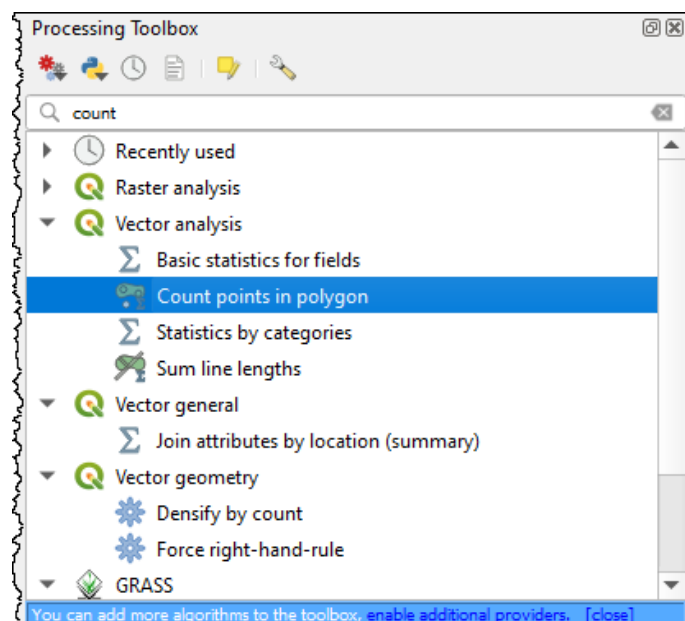 Processing Toolbox
count
Recently used
Raster analysis
Vector analysis
Basic statistics for fields
Count points in polygon
Statistics by categories
Sum line lengths
Vector general
Join attributes by location (summary)
Vector geometry
Densify by count
Force right-hand-rule
GRASS
You can add more algorithms to the toolbox, enable additional providers. [close]